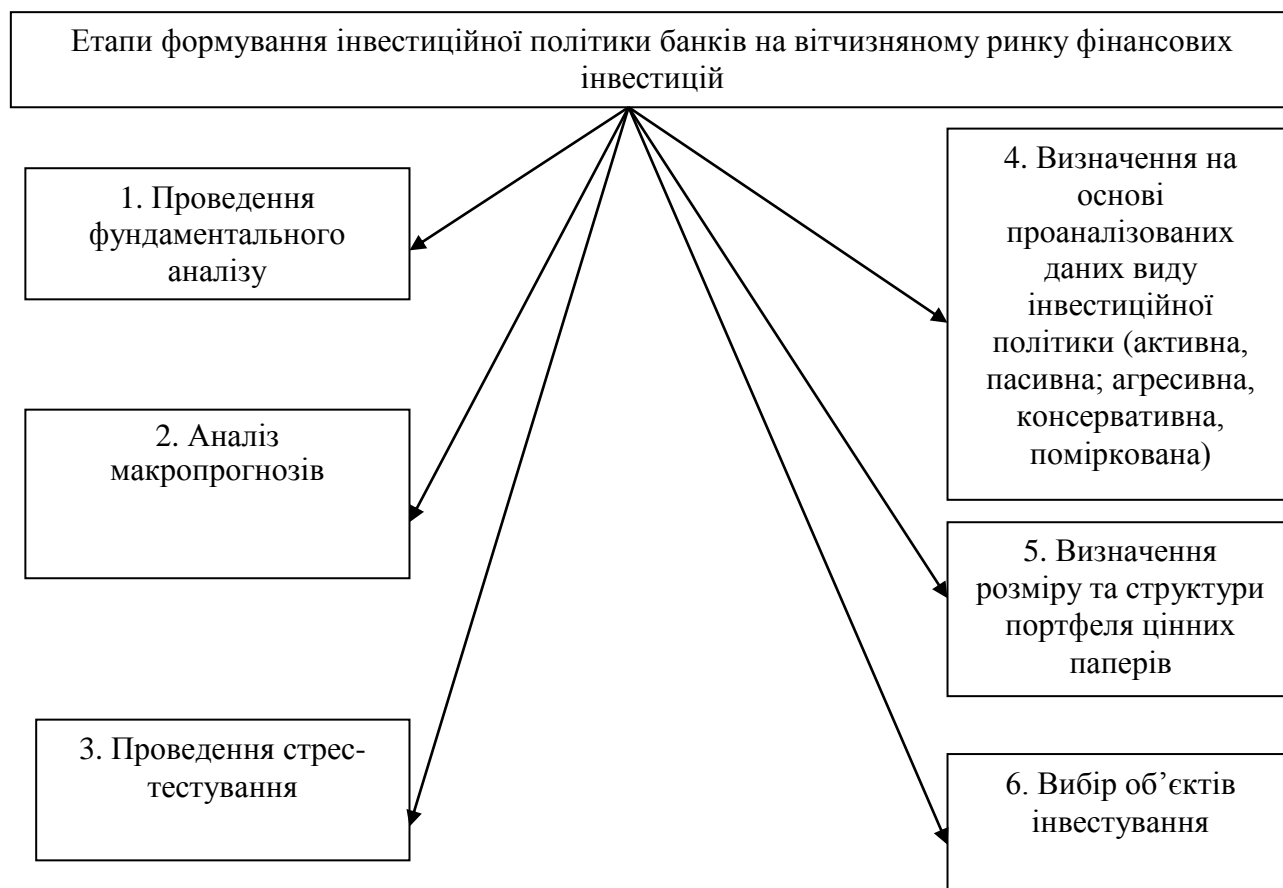 Етапи формування інвестиційної політики банків на вітчизняному ринку фінансових
інвестицій
1. Проведення
фундаментального
аналізу
2. Аналіз
макропрогнозів
3. Проведення стрес-
тестування
4. Визначення на
основі
проаналізованих
даних виду
інвестиційної
політики (активна,
пасивна; агресивна,
консервативна,
поміркована)
5. Визначення
розміру та структури
портфеля цінних
паперів
6. Вибір об’єктів
інвестування